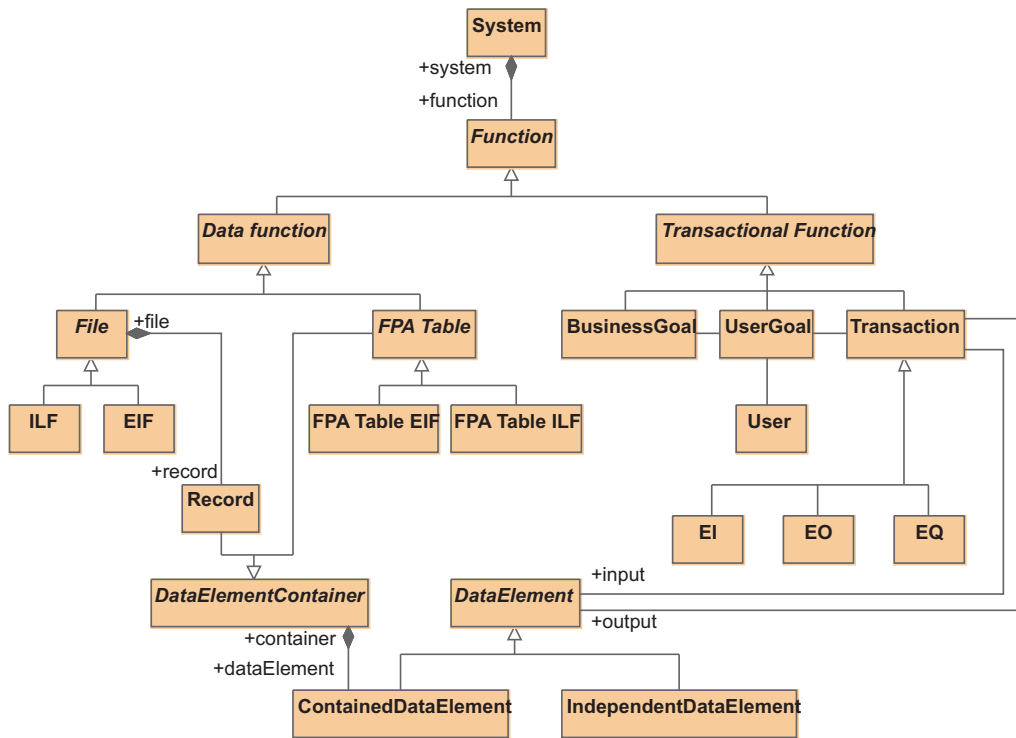 System
+system
+function
Function
Data function
Transactional Function
File
+file
FPA Table
BusinessGoal
UserGoal
Transaction
ILF
EIF
FPA Table EIF
FPA Table ILF
User
+record
Record
EI
EO
EQ
DataElementContainer
DataElement
+input
+output
+container
+dataElement
ContainedDataElement
IndependentDataElement